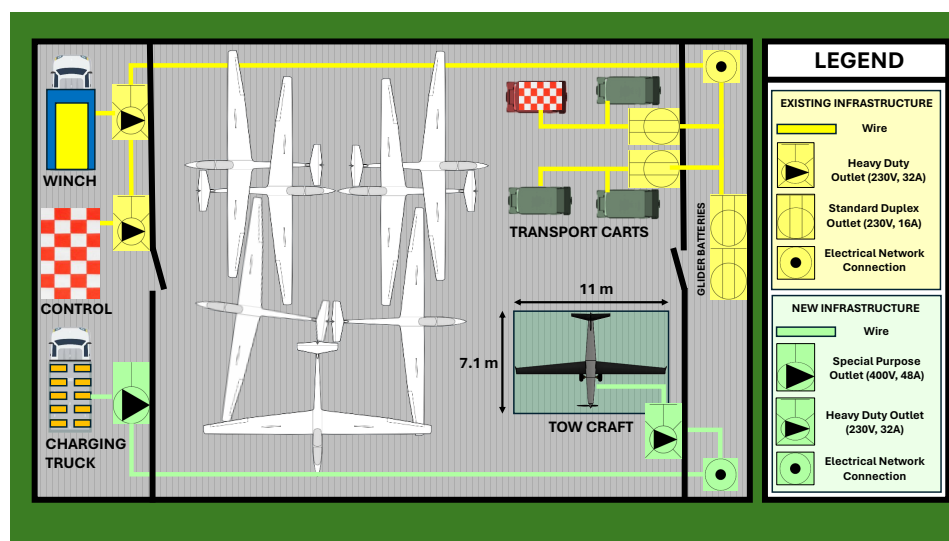 WINCH
CONTROL
CHARGING
TRUCK
TRANSPORT CARTS
GLIDER BATTERIES
11 m
7.1 m
TOW CRAFT
LEGEND
EXISTING INFRASTRUCTURE
Wire
Heavy Duty
Outlet (230V, 32A)
Standard Duplex
Outlet (230V, 16A)
Electrical Network
Connection
NEW INFRASTRUCTURE
Wire
Special Purpose
Outlet (400V, 48A)
Heavy Duty Outlet
(230V, 32A)
Electrical Network
Connection